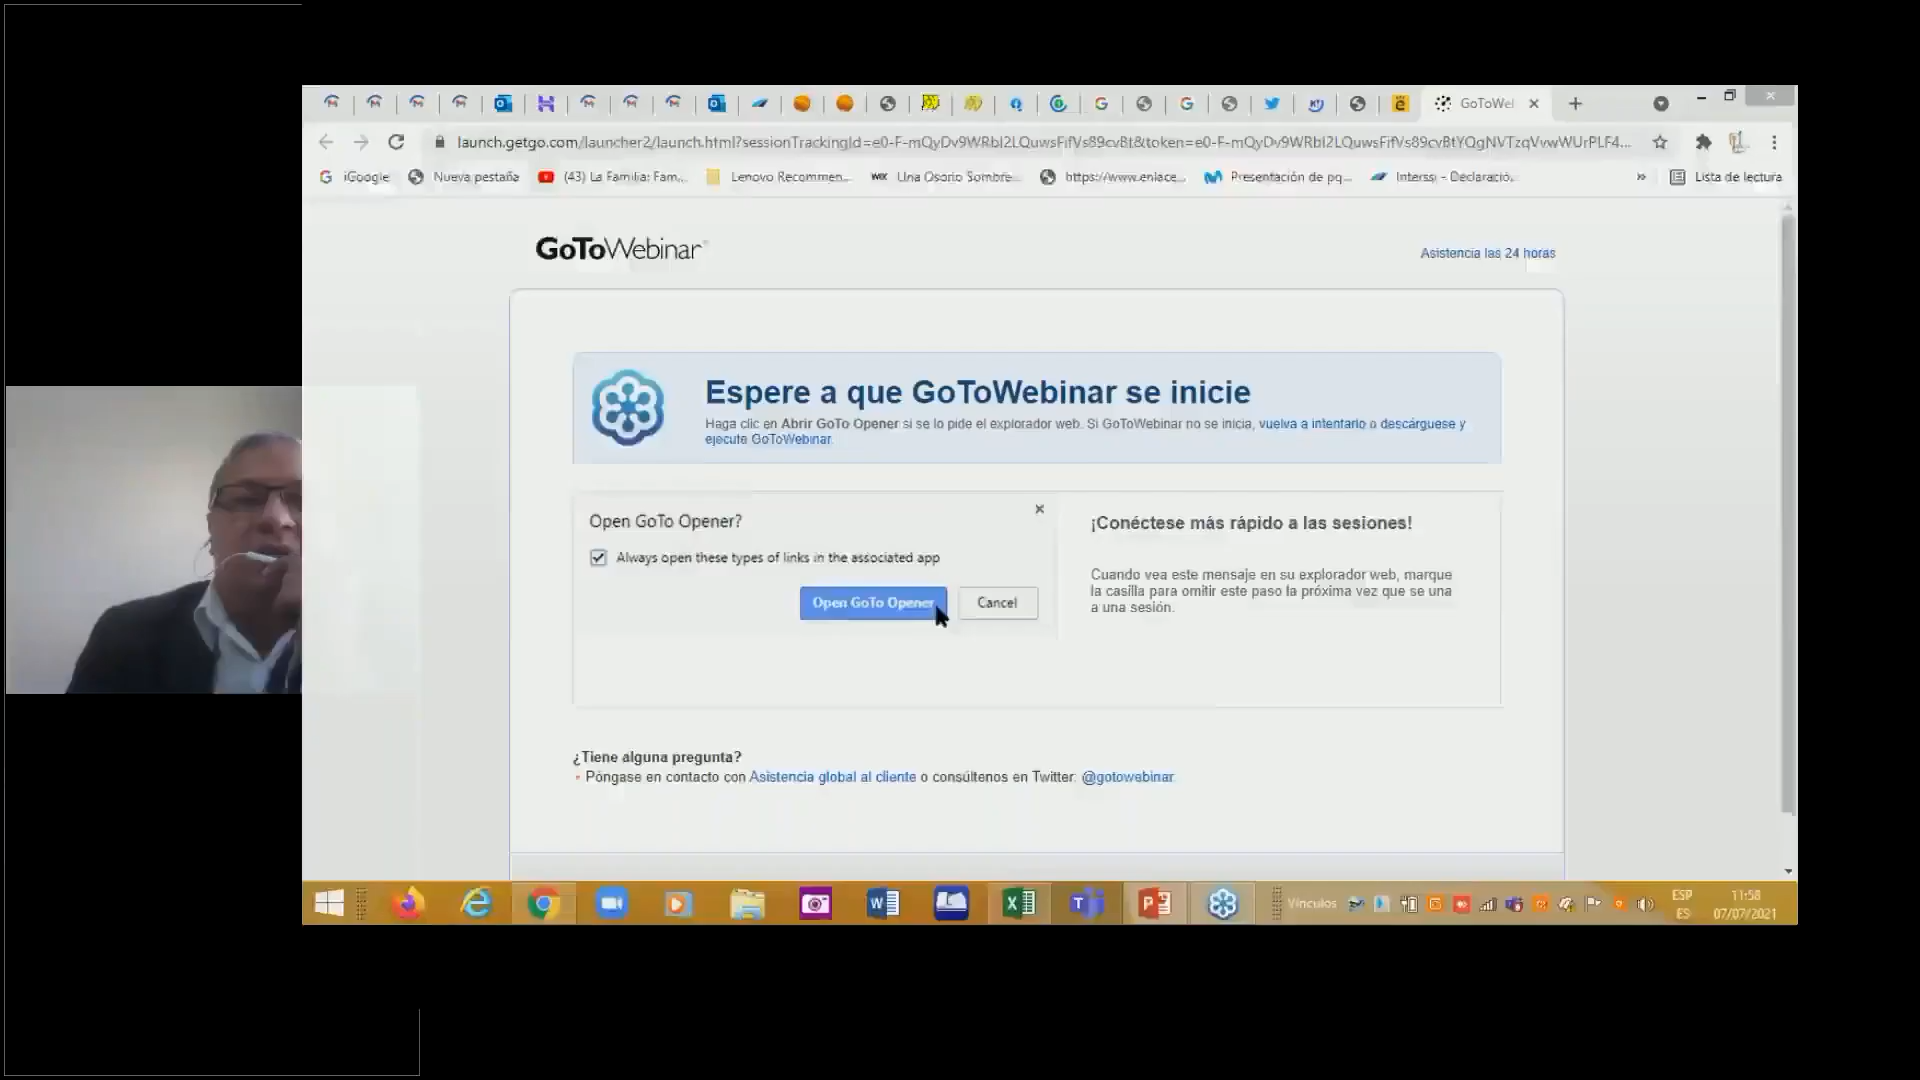 GoToWel
launch.getgo.com/launcher2/launch.html?sessionTrackingId=e0-F-mQyDv9WRbI2LQuwsFifVs89cvBt&token=e0-F-mQyDv9WRbI2LQuwsFifVs89cvBtYQgNVTzqVvwWUrPLF4...
iGoogle Nueva pestaña (43) La Familia: Fam... Lenovo Recommen... WIX Una Osorio Sombre... https://www.enlace... Presentación de pq... Interssi - Declaració... » Lista de lectura
GoToWebinar
Asistencia las 24 horas
Espere a que GoToWebinar se inicie
Haga clic en Abrir GoTo Opener si se lo pide el explorador web. Si GoToWebinar no se inicia, vuelva a intentarlo o descárguese y
ejecute GoToWebinar.
Open GoTo Opener?
Always open these types of links in the associated app
Open GoTo Opener Cancel
¡Conéctese más rápido a las sesiones!
Cuando vea este mensaje en su explorador web, marque
la casilla para omitir este paso la próxima vez que se una
a una sesión.
¿Tiene alguna pregunta?
Póngase en contacto con Asistencia global al cliente o consúltenos en Twitter: @gotowebinar
Vínculos
ESP
ES
11:58
07/07/2021